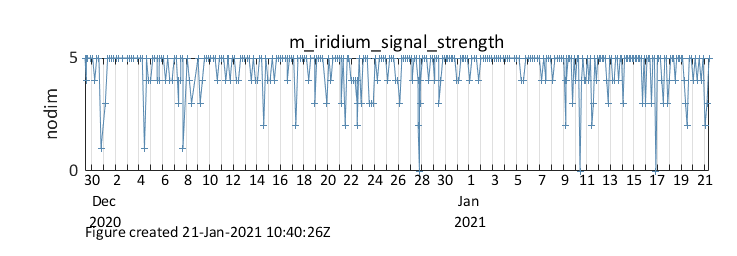 m_iridium_signal_strength
5
nodim
0
30 2 4 6 8 10 12 14 16 18 20 22 24 26 28 30 1 3 5 7 9 11 13 15 17 19 21
Dec Jan
2020 2021
Figure created 21-Jan-2021 10:40:26Z